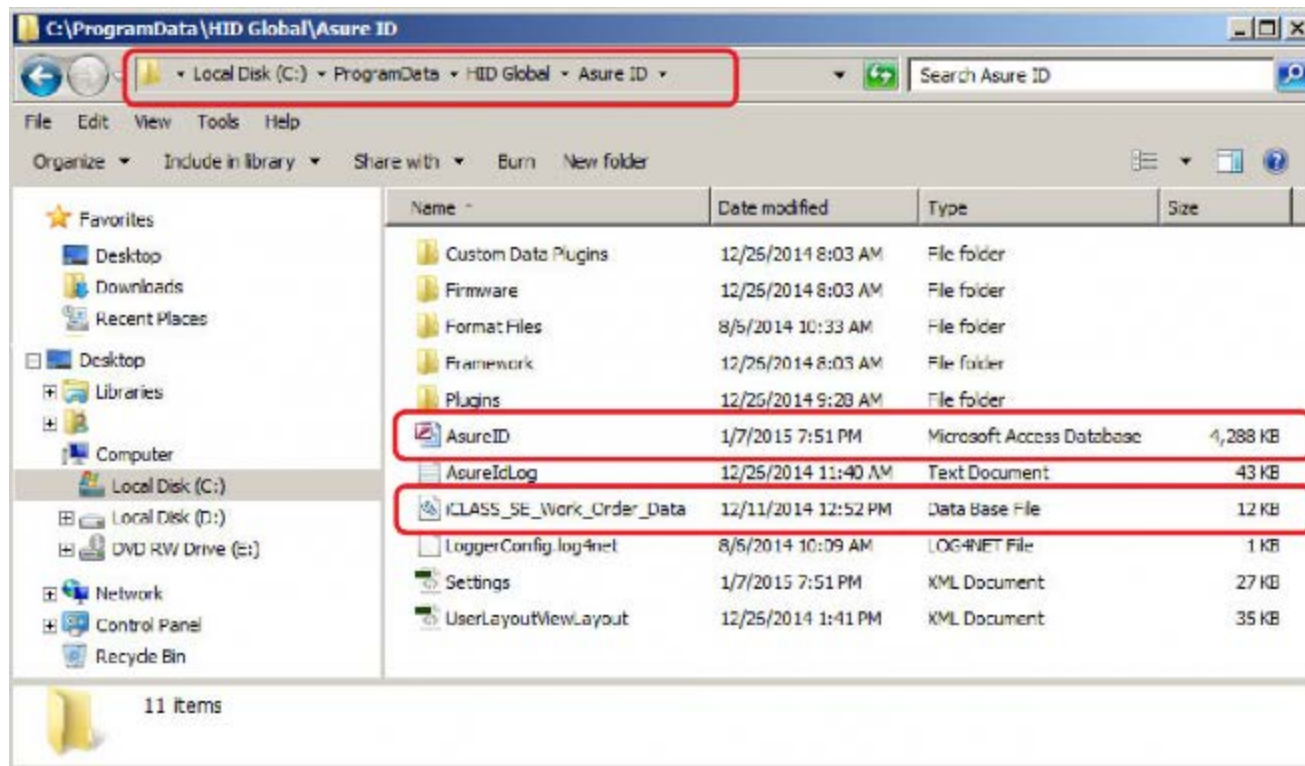 C:\ProgramData\HID Global\Asure ID
Local Disk (C:) ProgramData HID Global Asure ID
Search Asure ID
File Edit View Tools Help
Organize Include in library Share with Burn New folder
Favorites
Desktop
Downloads
Recent Places
Desktop
Libraries
Computer
Local Disk (C:)
Local Disk (D:)
DVD RW Drive (E:)
Network
Control Panel
Recycle Bin
Name Date modified Type Size
Custom Data Plugins 12/26/2014 8:03 AM File folder
Firmware 12/26/2014 8:03 AM File folder
Format Files 8/6/2014 10:33 AM File folder
Framework 12/26/2014 8:03 AM File folder
Plugins 12/26/2014 9:28 AM File folder
AsureID 1/7/2015 7:51 PM Microsoft Access Database 4,288 KB
AsureIdLog 12/26/2014 11:40 AM Text Document 43 KB
iCLASS_SE_Work_Order_Data 12/11/2014 12:52 PM Data Base File 12 KB
LoggerConfig.log4net 8/6/2014 10:09 AM LOG4NET File 1 KB
Settings 1/7/2015 7:51 PM XML Document 27 KB
UserLayoutViewLayout 12/26/2014 1:41 PM XML Document 35 KB
11 items